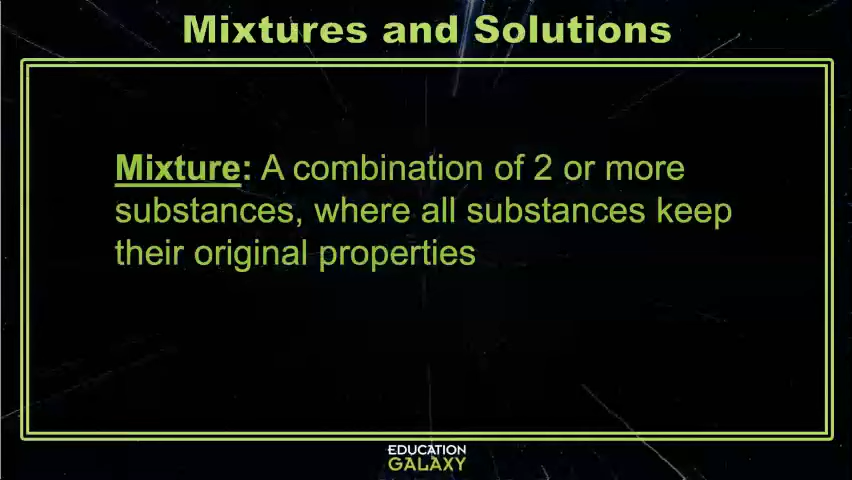 Mixtures and Solutions
Mixture: A combination of 2 or more
substances, where all substances keep
their original properties
EDUCATION
GALAXY